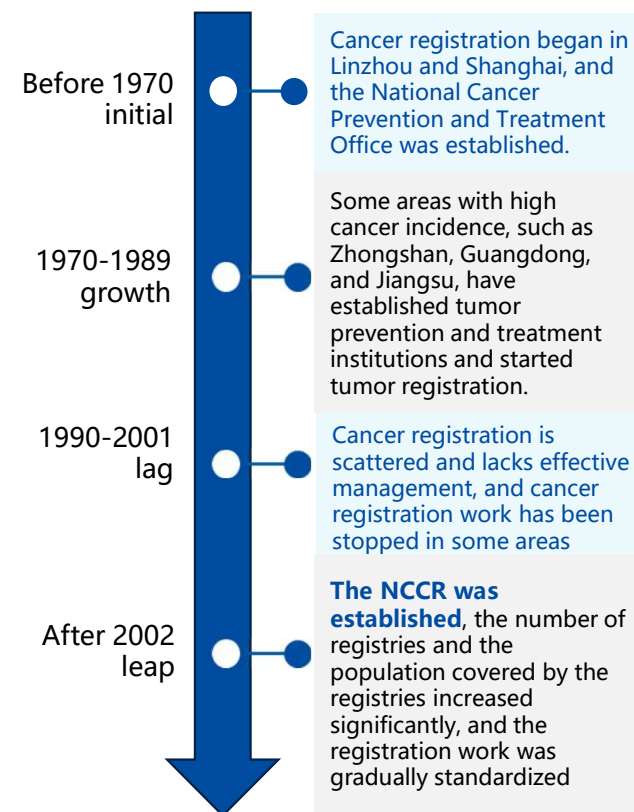 Before 1970
initial
Cancer registration began in
Linzhou and Shanghai, and
the National Cancer
Prevention and Treatment
Office was established.
1970-1989
growth
Some areas with high
cancer incidence, such as
Zhongshan, Guangdong,
and Jiangsu, have
established tumor
prevention and treatment
institutions and started
tumor registration.
1990-2001
lag
Cancer registration is
scattered and lacks effective
management, and cancer
registration work has been
stopped in some areas
After 2002
leap
The NCCR was
established, the number of
registries and the
population covered by the
registries increased
significantly, and the
registration work was
gradually standardized